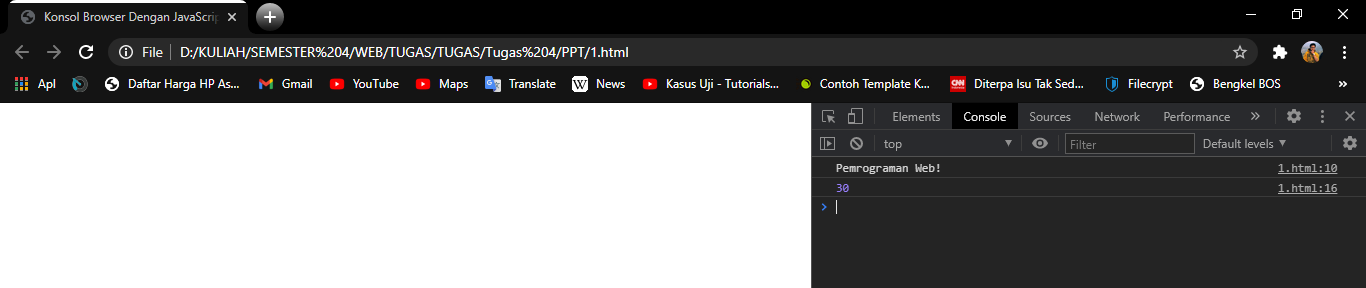 Konsol Browser Dengan JavaScrip
File D:/KULIAH/SEMESTER%204/WEB/TUGAS/TUGAS/Tugas%204/PPT/1.html
Apl Daftar Harga HP As... Gmail YouTube Maps Translate W News Kasus Uji - Tutorials... Contoh Template K... CNN Diterpa Isu Tak Sed... Filecrypt Bengkel BOS »
Elements Console Sources Network Performance »
top Filter Default levels
Pemrograman Web! 1.html:10
30 1.html:16